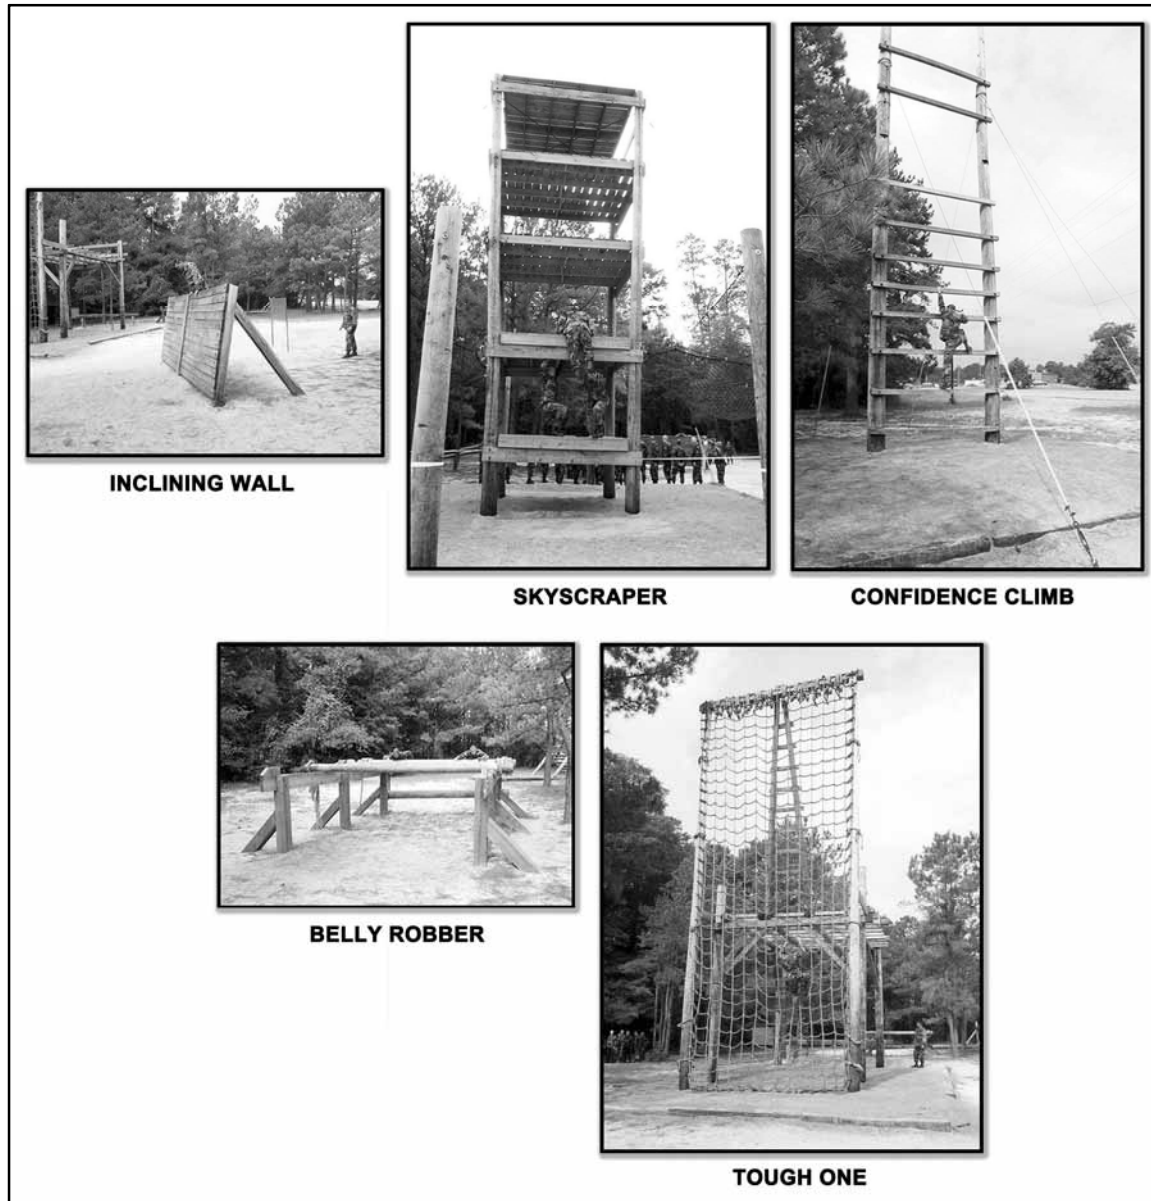 INCLINING WALL
SKYSCRAPER
CONFIDENCE CLIMB
BELLY ROBBER
TOUGH ONE